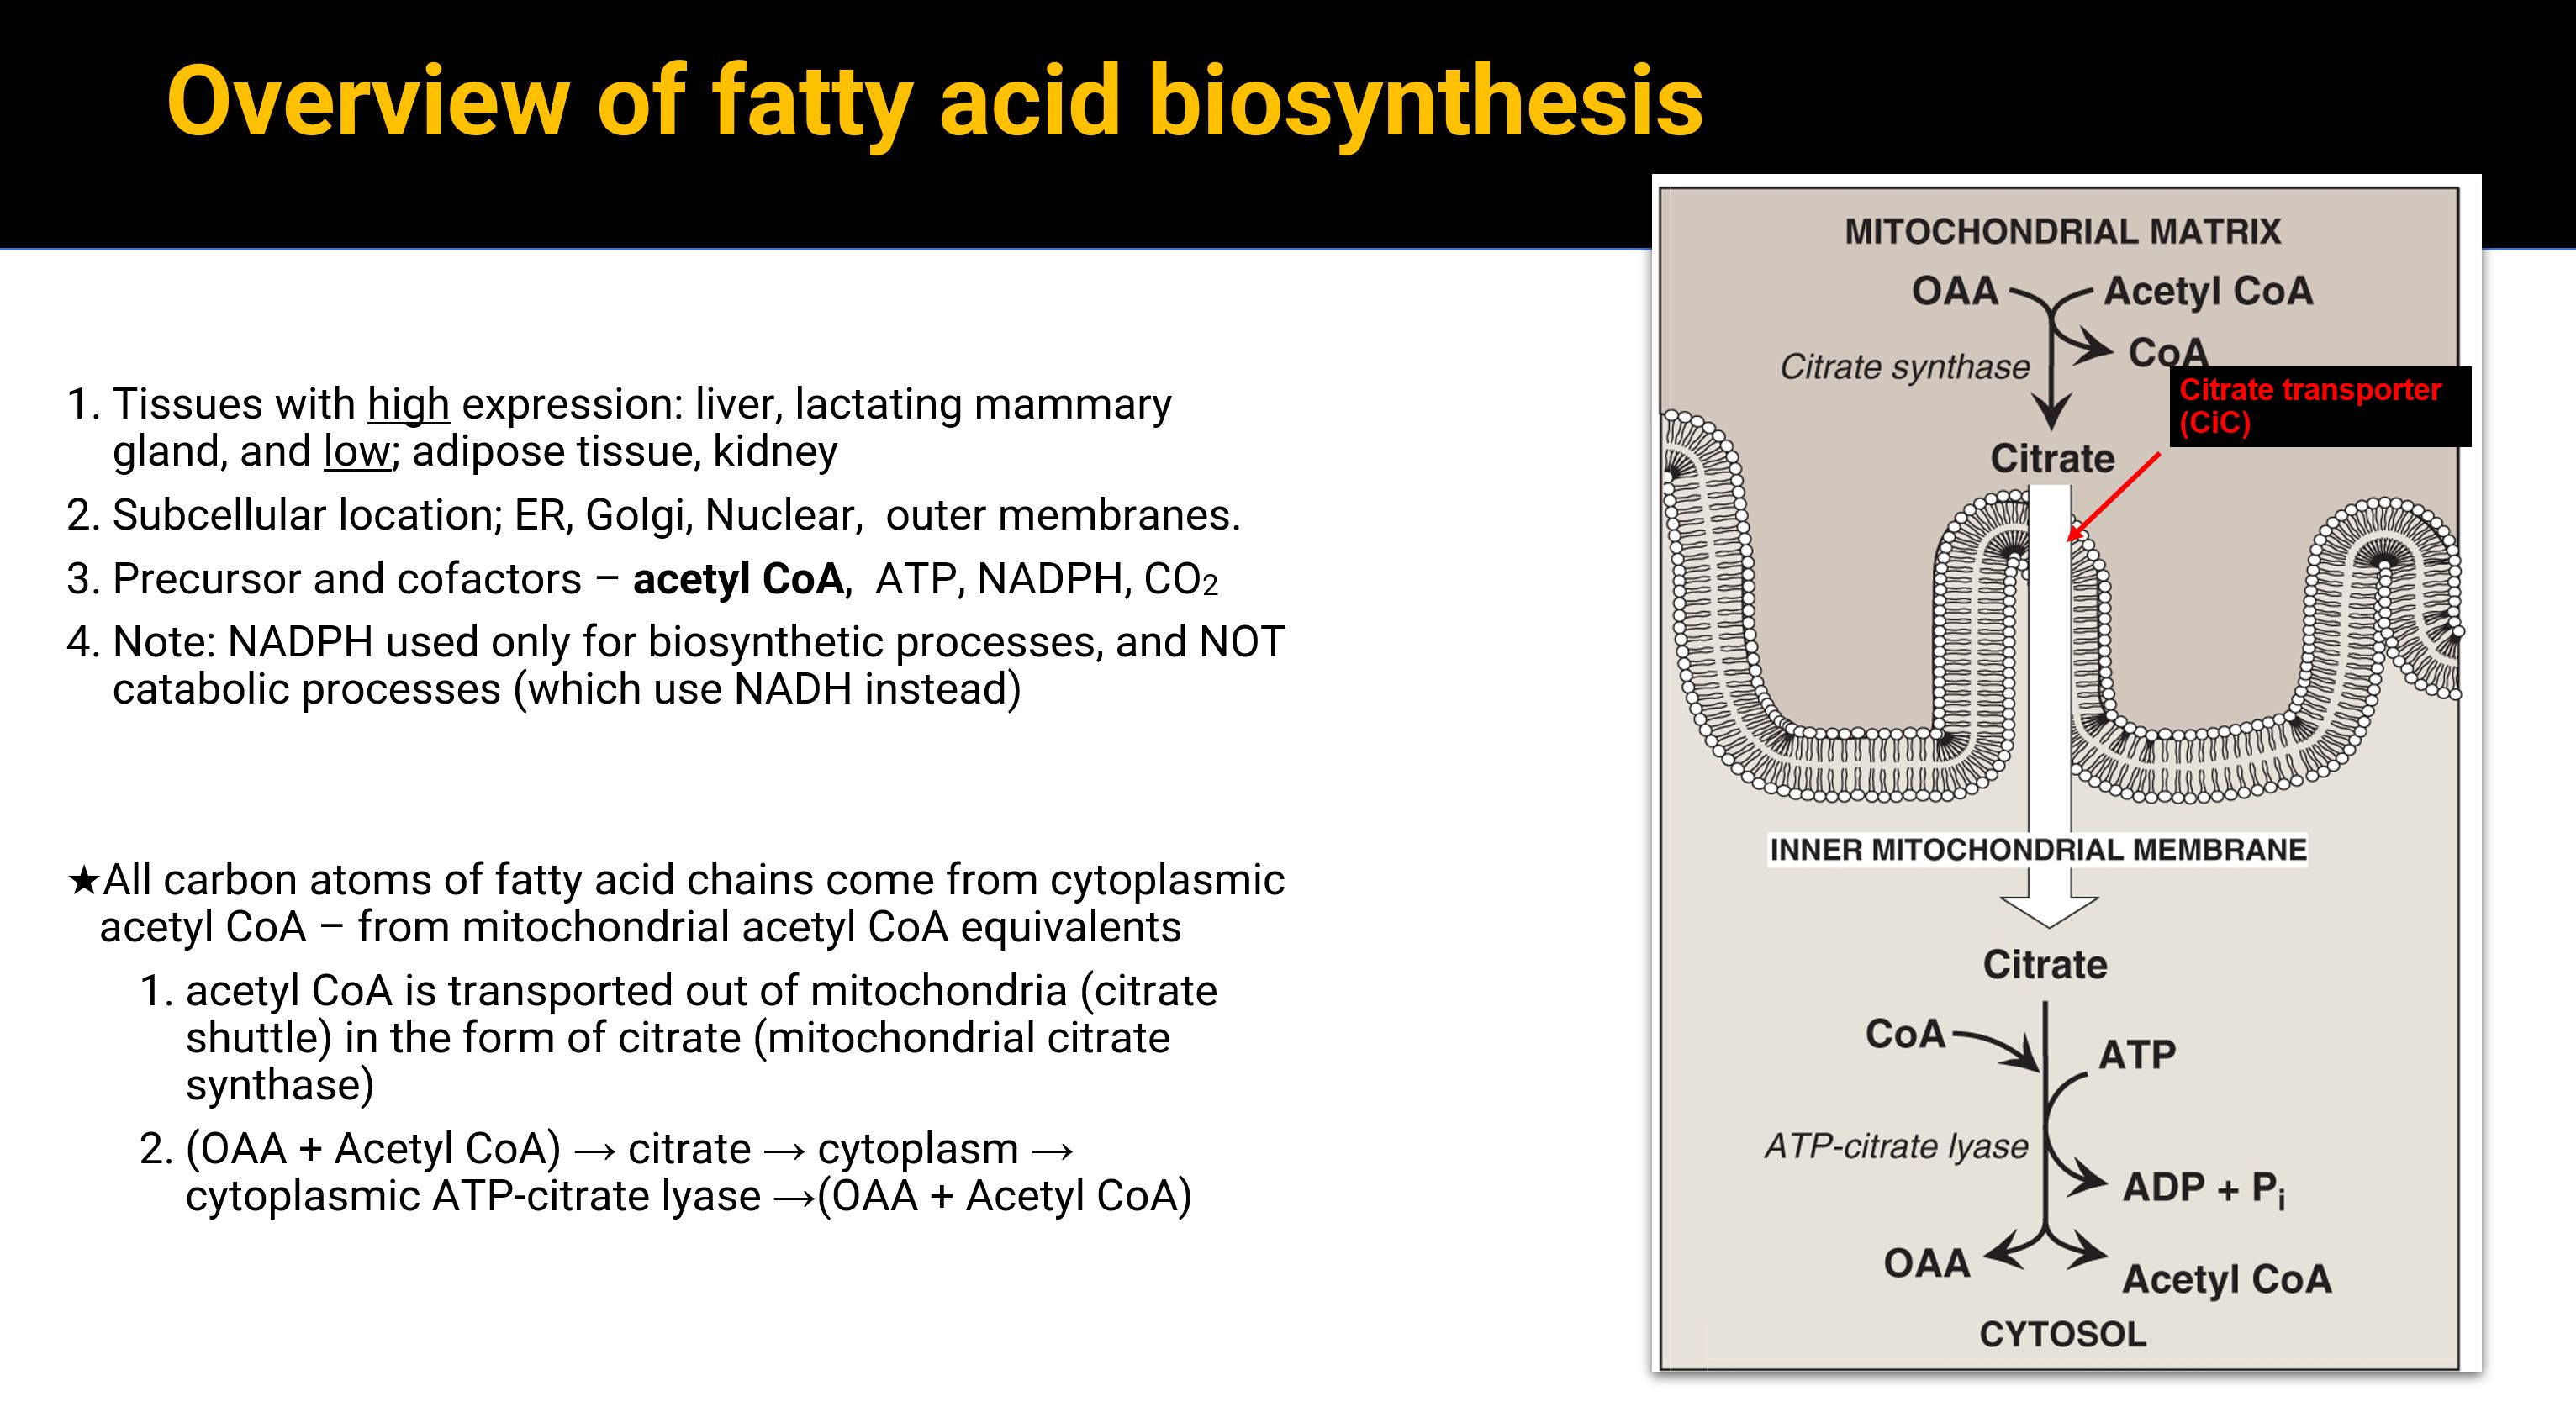 Overview of fatty acid biosynthesis
1. Tissues with high expression: liver, lactating mammary
gland, and low; adipose tissue, kidney
2. Subcellular location; ER, Golgi, Nuclear,  outer membranes.
3. Precursor and cofactors – acetyl CoA,  ATP, NADPH, CO2
4. Note: NADPH used only for biosynthetic processes, and NOT
catabolic processes (which use NADH instead)
★All carbon atoms of fatty acid chains come from cytoplasmic
acetyl CoA – from mitochondrial acetyl CoA equivalents
1. acetyl CoA is transported out of mitochondria (citrate
shuttle) in the form of citrate (mitochondrial citrate
synthase)
2. (OAA + Acetyl CoA) → citrate → cytoplasm →
cytoplasmic ATP-citrate lyase →(OAA + Acetyl CoA)
MITOCHONDRIAL MATRIX
OAA Acetyl CoA
CoA
Citrate synthase
Citrate transporter
(CiC)
Citrate
INNER MITOCHONDRIAL MEMBRANE
Citrate
CoA
ATP
ATP-citrate lyase
ADP + Pi
OAA
Acetyl CoA
CYTOSOL